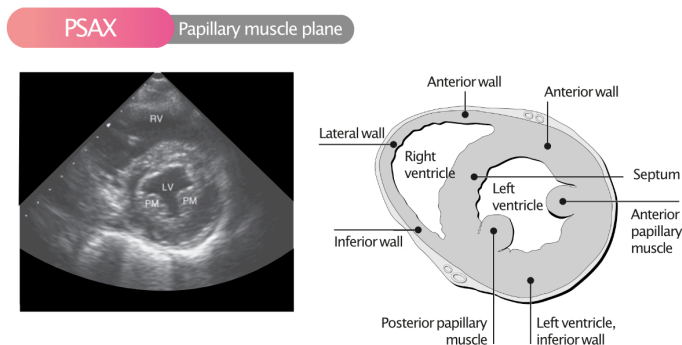 PSAX
Papillary muscle plane
RV
LV
PM
PM
Anterior wall
Anterior wall
Lateral wall
Right
ventricle
Septum
Left
ventricle
Anterior
papillary
muscle
Inferior wall
Posterior papillary
muscle
Left ventricle,
inferior wall